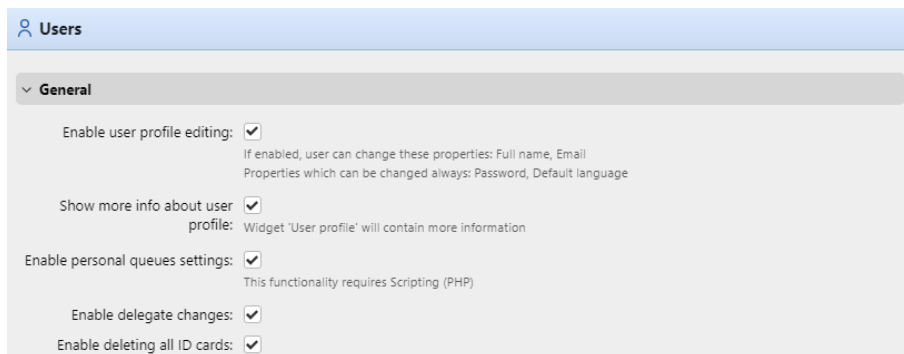 Users
General
Enable user profile editing:
If enabled, user can change these properties: Full name, Email
Properties which can be changed always: Password, Default language
Show more info about user
profile:
Widget 'User profile' will contain more information
Enable personal queues settings:
This functionality requires Scripting (PHP)
Enable delegate changes:
Enable deleting all ID cards: